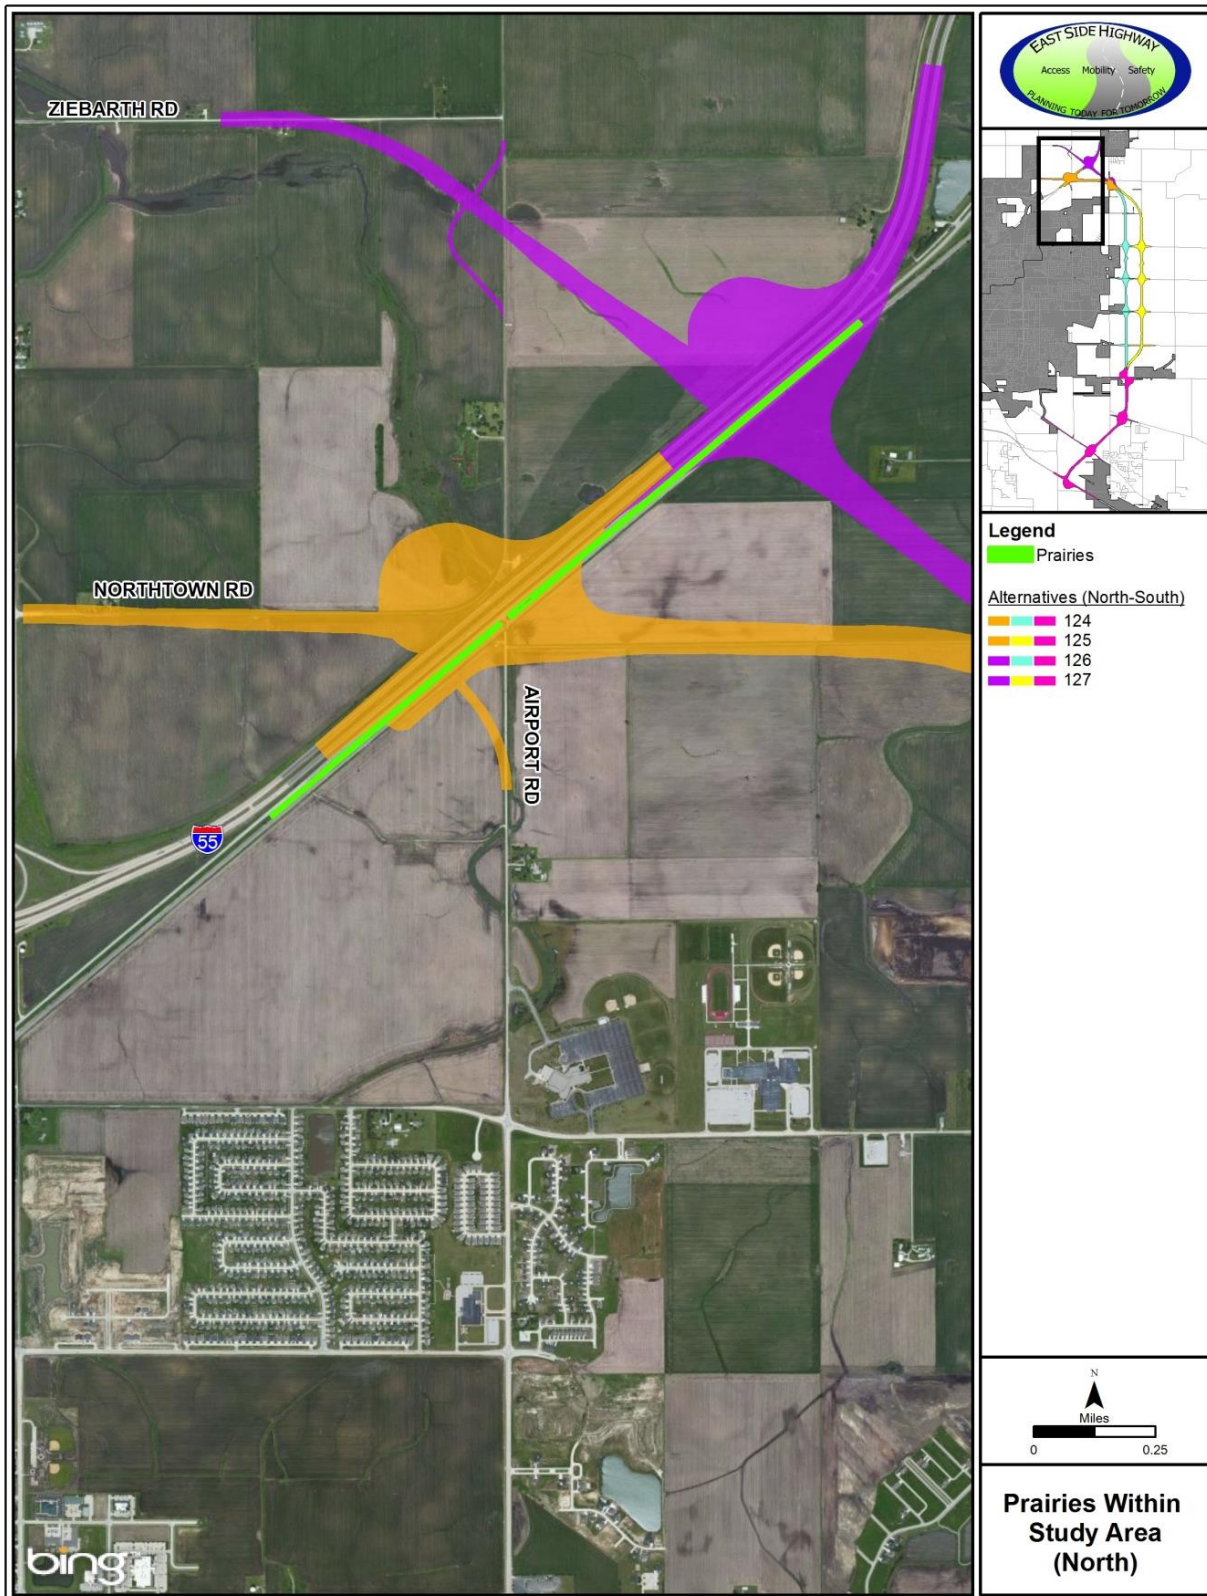 ZIEBARTH RD
NORTHTOWN RD
AIRPORT RD
55
bing
EAST SIDE HIGHWAY
Access Mobility Safety
PLANNING TODAY FOR TOMORROW
Legend
Prairies
Alternatives (North-South)
124
125
126
127
N
Miles
0 0.25
Prairies Within
Study Area
(North)